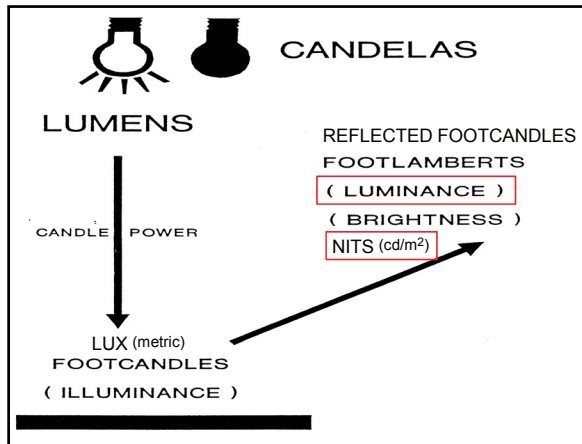 CANDELAS
LUMENS
REFLECTED FOOTCANDLES
FOOTLAMBERTS
( LUMINANCE )
( BRIGHTNESS )
NITS (cd/m²)
CANDLE POWER
LUX (metric)
FOOTCANDLES
( ILLUMINANCE )